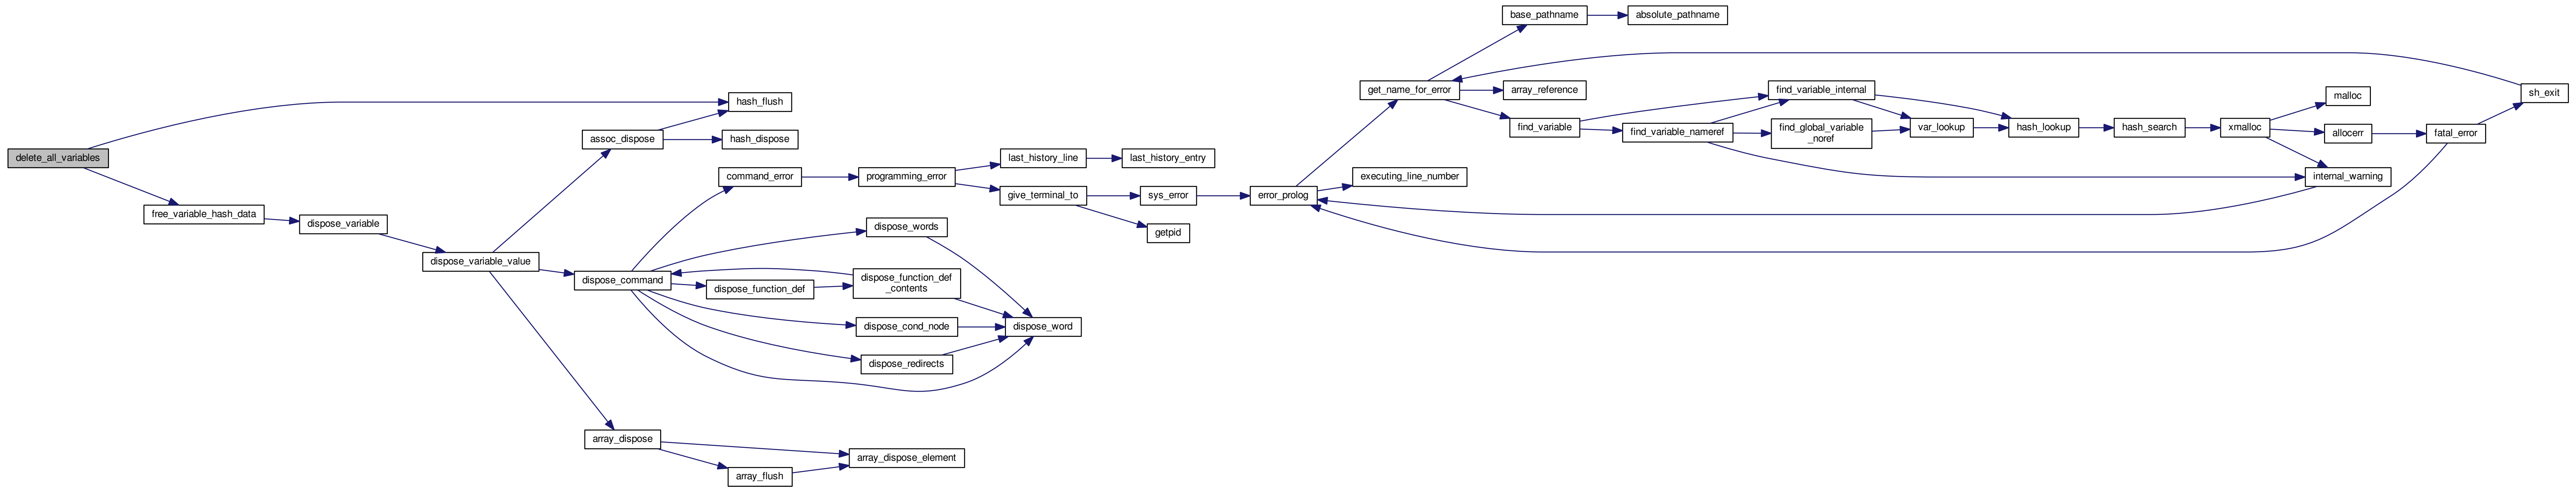 delete_all_variables
free_variable_hash_data
dispose_variable
dispose_variable_value
hash_flush
assoc_dispose
hash_dispose
command_error
dispose_command
dispose_words
dispose_function_def
dispose_function_def
_contents
dispose_cond_node
dispose_redirects
dispose_word
array_dispose
array_flush
array_dispose_element
programming_error
last_history_line
last_history_entry
give_terminal_to
sys_error
getpid
error_prolog
executing_line_number
get_name_for_error
base_pathname
absolute_pathname
array_reference
find_variable
find_variable_nameref
find_variable_internal
find_global_variable
_noref
var_lookup
hash_lookup
hash_search
xmalloc
malloc
allocerr
internal_warning
fatal_error
sh_exit